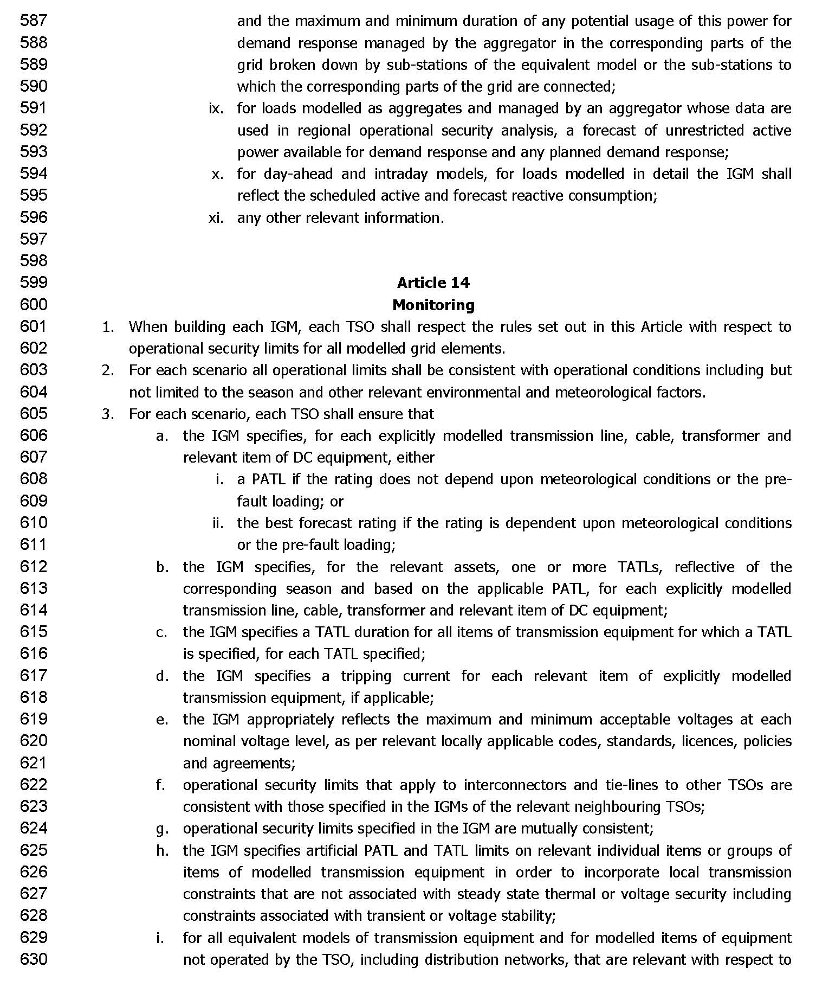 587 and the maximum and minimum duration of any potential usage of this power for
588 demand response managed by the aggregator in the corresponding parts of the
589 grid broken down by sub-stations of the equivalent model or the sub-stations to
590 which the corresponding parts of the grid are connected;
591 ix. for loads modelled as aggregates and managed by an aggregator whose data are
592 used in regional operational security analysis, a forecast of unrestricted active
593 power available for demand response and any planned demand response;
594 x. for day-ahead and intraday models, for loads modelled in detail the IGM shall
595 reflect the scheduled active and forecast reactive consumption;
596 xi. any other relevant information.
597
598
599 Article 14
600 Monitoring
601 1. When building each IGM, each TSO shall respect the rules set out in this Article with respect to
602 operational security limits for all modelled grid elements.
603 2. For each scenario all operational limits shall be consistent with operational conditions including but
604 not limited to the season and other relevant environmental and meteorological factors.
605 3. For each scenario, each TSO shall ensure that
606 a. the IGM specifies, for each explicitly modelled transmission line, cable, transformer and
607 relevant item of DC equipment, either
608 i. a PATL if the rating does not depend upon meteorological conditions or the pre-
609 fault loading; or
610 ii. the best forecast rating if the rating is dependent upon meteorological conditions
611 or the pre-fault loading;
612 b. the IGM specifies, for the relevant assets, one or more TATLs, reflective of the
613 corresponding season and based on the applicable PATL, for each explicitly modelled
614 transmission line, cable, transformer and relevant item of DC equipment;
615 c. the IGM specifies a TATL duration for all items of transmission equipment for which a TATL
616 is specified, for each TATL specified;
617 d. the IGM specifies a tripping current for each relevant item of explicitly modelled
618 transmission equipment, if applicable;
619 e. the IGM appropriately reflects the maximum and minimum acceptable voltages at each
620 nominal voltage level, as per relevant locally applicable codes, standards, licences, policies
621 and agreements;
622 f. operational security limits that apply to interconnectors and tie-lines to other TSOs are
623 consistent with those specified in the IGMs of the relevant neighbouring TSOs;
624 g. operational security limits specified in the IGM are mutually consistent;
625 h. the IGM specifies artificial PATL and TATL limits on relevant individual items or groups of
626 items of modelled transmission equipment in order to incorporate local transmission
627 constraints that are not associated with steady state thermal or voltage security including
628 constraints associated with transient or voltage stability;
629 i. for all equivalent models of transmission equipment and for modelled items of equipment
630 not operated by the TSO, including distribution networks, that are relevant with respect to